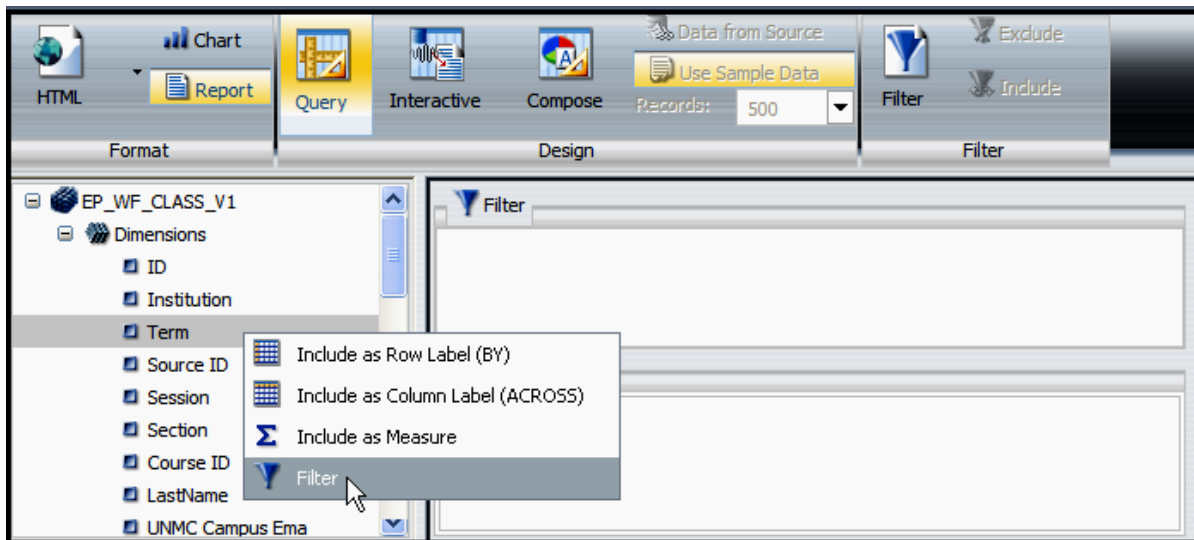 HTML
Chart
Report
Format
Query
Interactive
Compose
Data from Source
Use Sample Data
Records: 500
Design
Filter
Exclude
Include
Filter
EP_WF_CLASS_V1
Dimensions
ID
Institution
Term
Source ID
Session
Section
Course ID
LastName
UNMC Campus Ema
Include as Row Label (BY)
Include as Column Label (ACROSS)
Include as Measure
Filter
Filter